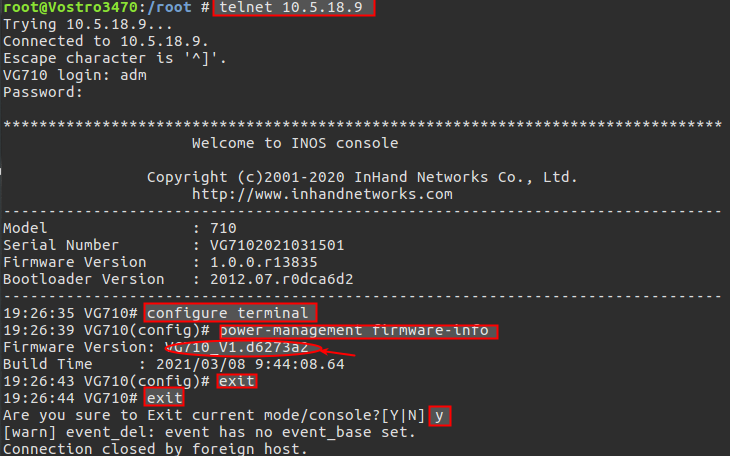 root@Vostro3470:/root # telnet 10.5.18.9
Trying 10.5.18.9...
Connected to 10.5.18.9.
Escape character is '^]'.
VG710 login: adm
Password:
********************************************************************************
Welcome to INOS console
Copyright (c)2001-2020 InHand Networks Co., Ltd.
http://www.inhandnetworks.com
--------------------------------------------------------------------------------
Model : 710
Serial Number : VG7102021031501
Firmware Version : 1.0.0.r13835
Bootloader Version : 2012.07.r0dca6d2
--------------------------------------------------------------------------------
19:26:35 VG710# configure terminal
19:26:39 VG710(config)# power-management firmware-info
Firmware Version: VG710_V1.d6273a2
Build Time : 2021/03/08 9:44:08.64
19:26:43 VG710(config)# exit
19:26:44 VG710# exit
Are you sure to Exit current mode/console?[Y|N] y
[warn] event_del: event has no event_base set.
Connection closed by foreign host.